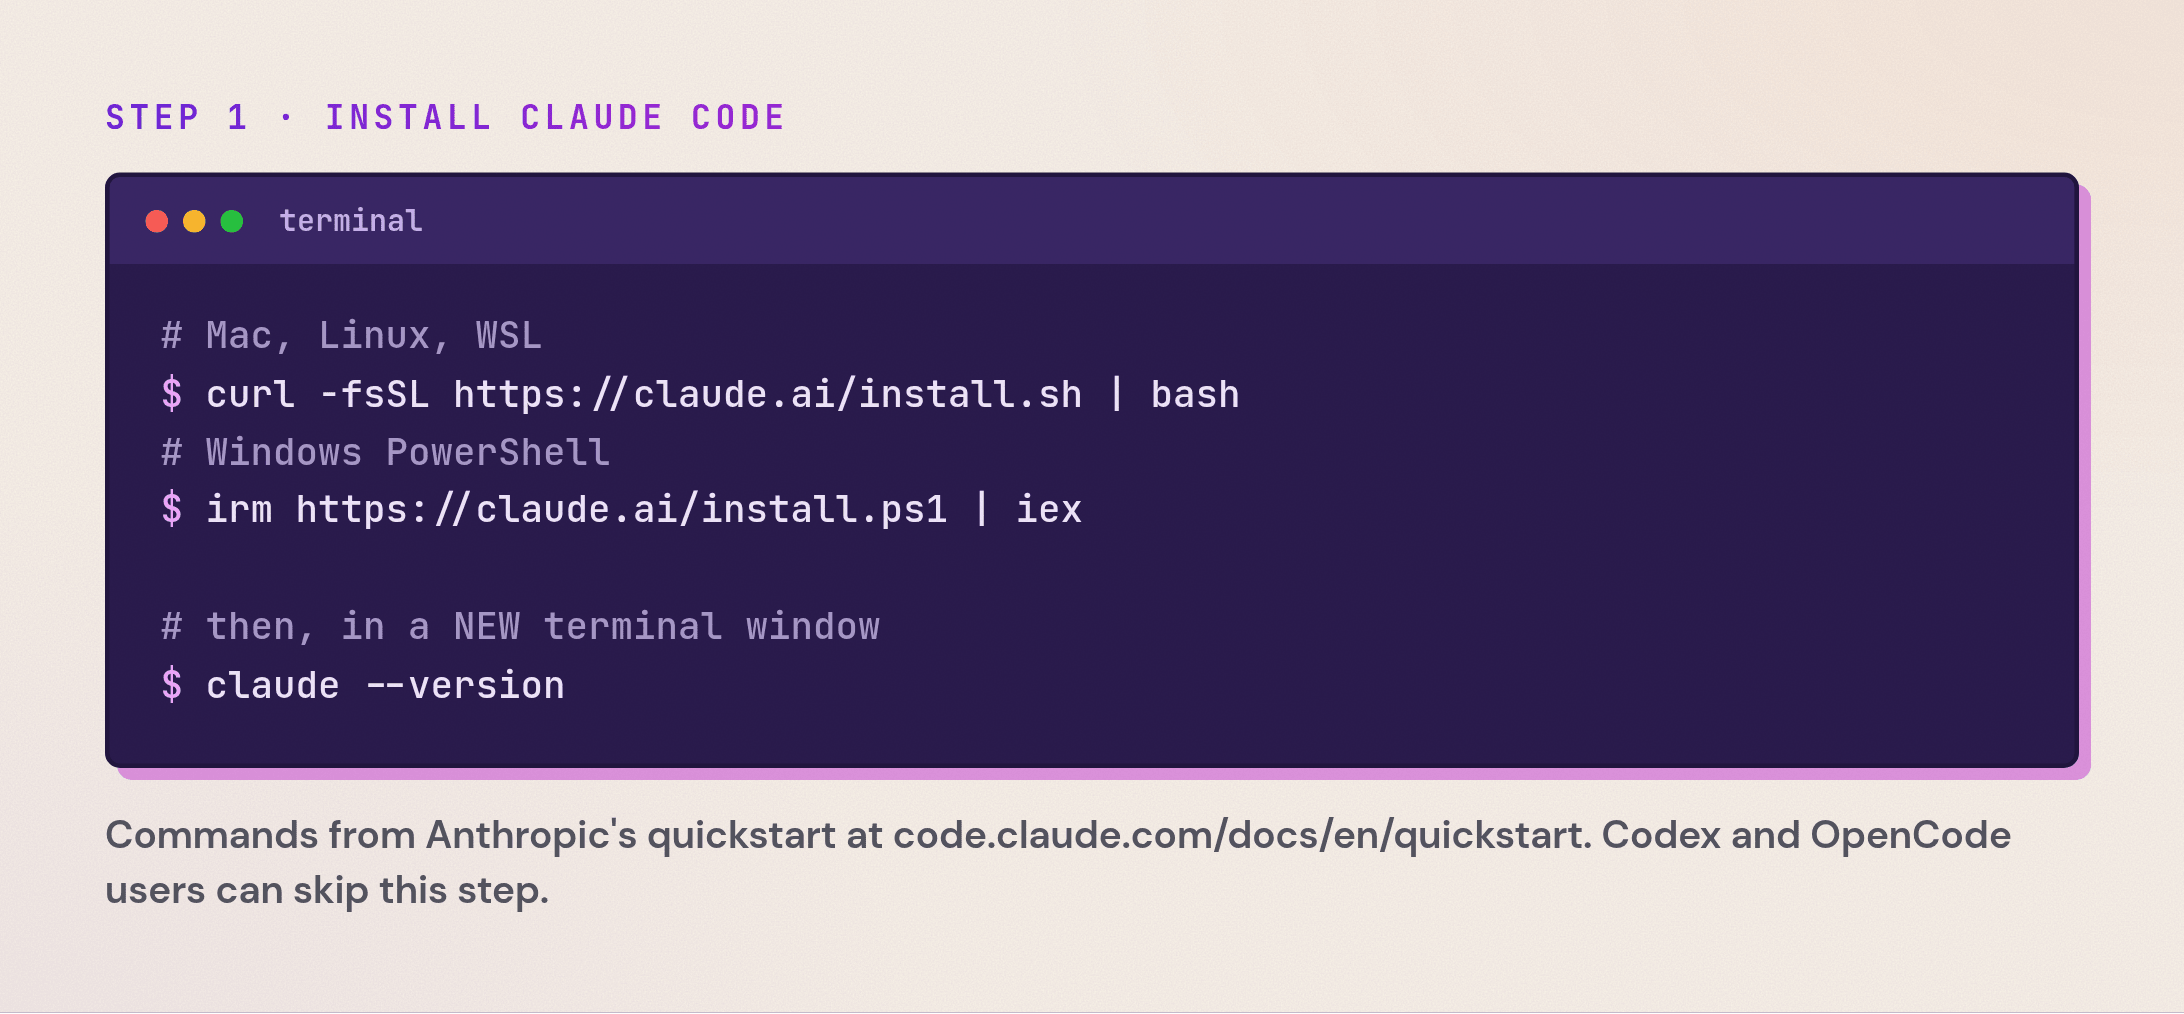 STEP 1 · INSTALL CLAUDE CODE
terminal
# Mac, Linux, WSL
$ curl -fsSL https://claude.ai/install.sh | bash
# Windows PowerShell
$ irm https://claude.ai/install.ps1 | iex
# then, in a NEW terminal window
$ claude --version
Commands from Anthropic's quickstart at code.claude.com/docs/en/quickstart. Codex and OpenCode
users can skip this step.